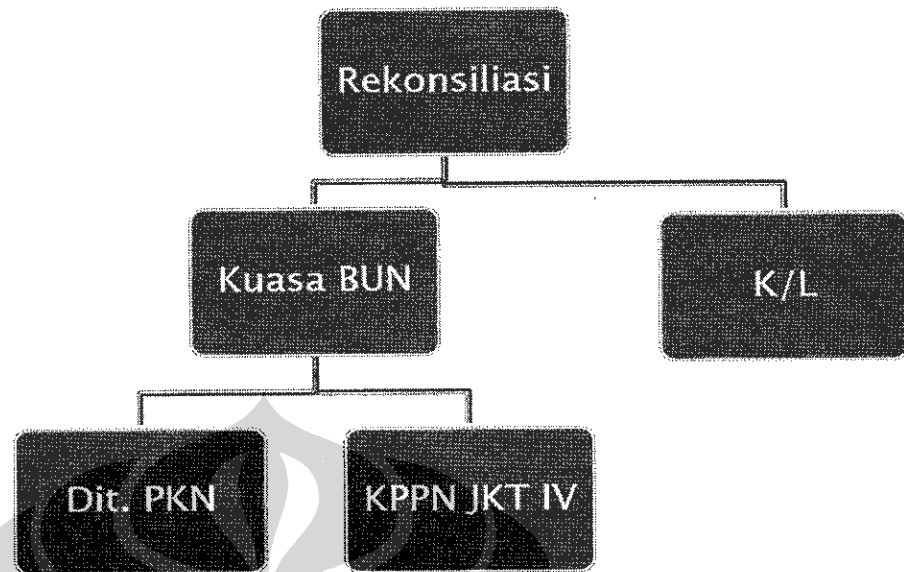 Rekonsiliasi
Kuasa BUN
K/L
Dit. PKN
KPPN JKT IV